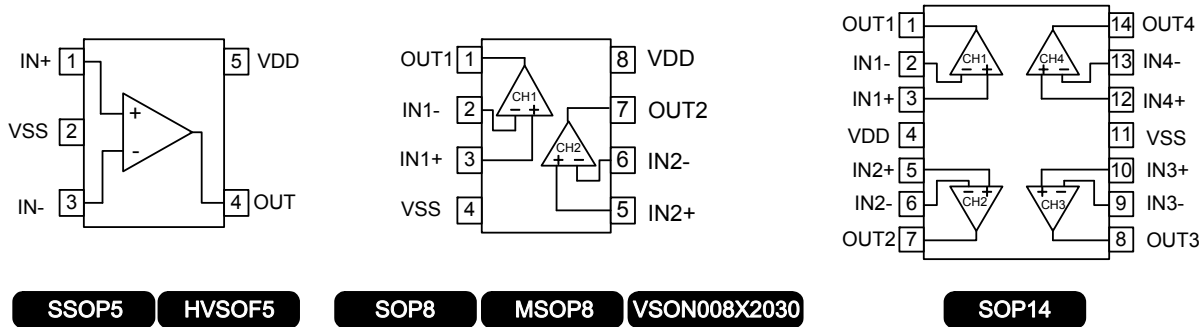 IN+ 1
5 VDD
+
VSS 2
-
IN- 3
4 OUT
SSOP5 HVSOF5
OUT1 1
8 VDD
CH1
IN1- 2
- +
7 OUT2
CH2
IN1+ 3
+ -
6 IN2-
VSS 4
5 IN2+
SOP8 MSOP8 VSON008X2030
OUT1 1
14 OUT4
CH1 CH4
IN1- 2
- + + -
13 IN4-
IN1+ 3
12 IN4+
VDD 4
11 VSS
IN2+ 5
10 IN3+
- + + -
IN2- 6
CH2 CH3
9 IN3-
OUT2 7
8 OUT3
SOP14